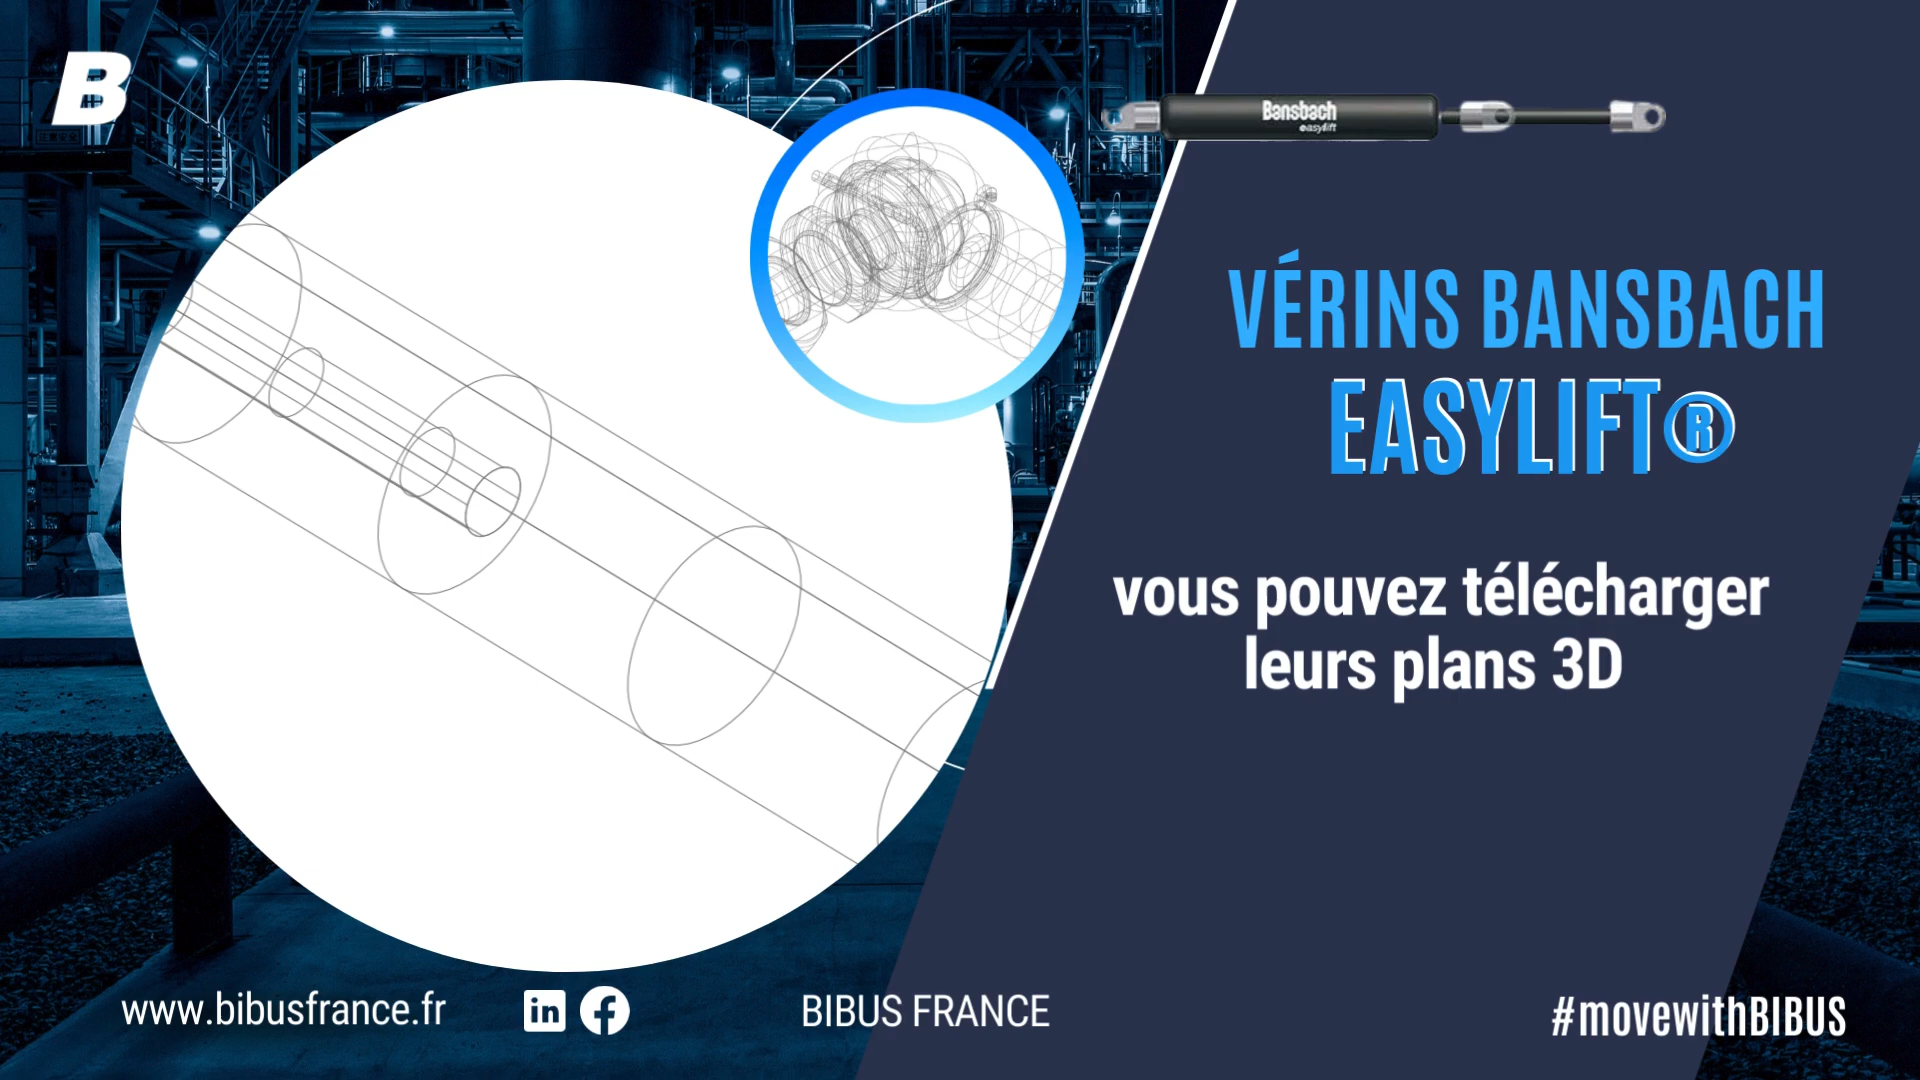 B
Bansbach
easylift
VÉRINS BANSBACH
EASYLIFT®
vous pouvez télécharger
leurs plans 3D
www.bibusfrance.fr
in
BIBUS FRANCE
#movewithBIBUS